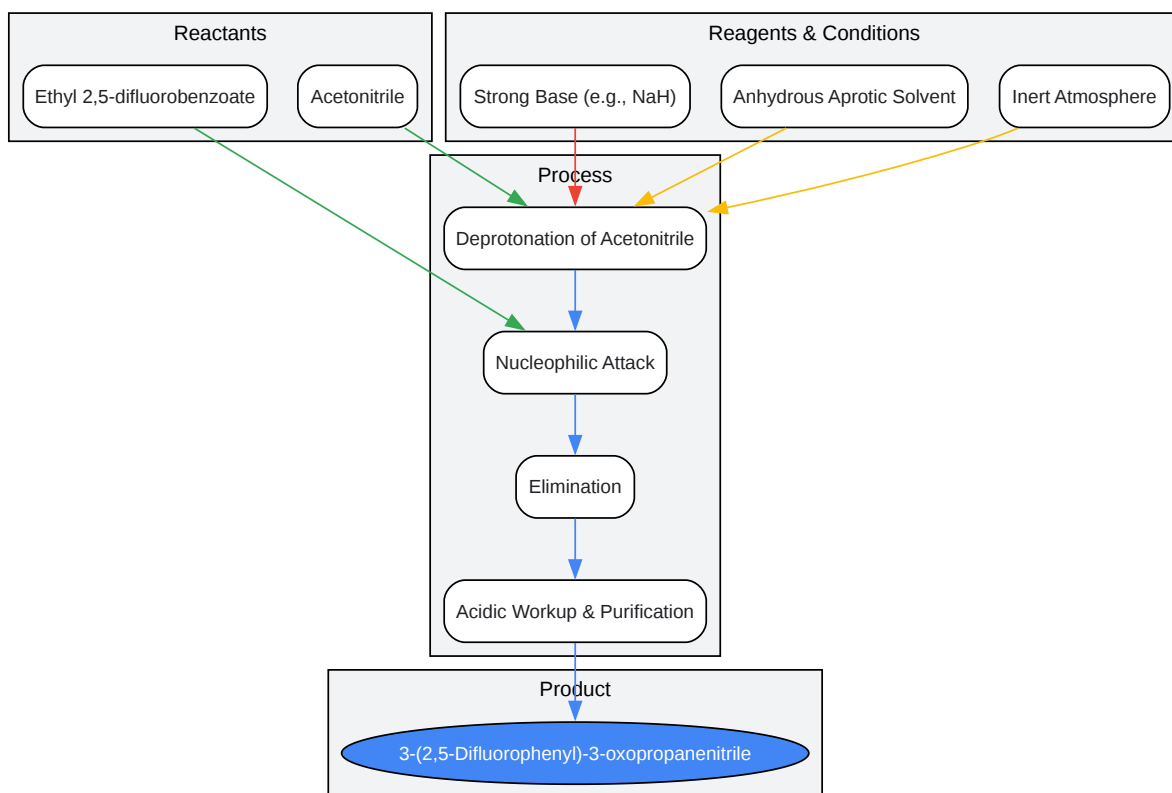 Reactants
Reagents & Conditions
Ethyl 2,5-difluorobenzoate
Acetonitrile
Strong Base (e.g., NaH)
Anhydrous Aprotic Solvent
Inert Atmosphere
Process
Deprotonation of Acetonitrile
Nucleophilic Attack
Elimination
Acidic Workup & Purification
Product
3-(2,5-Difluorophenyl)-3-oxopropanenitrile